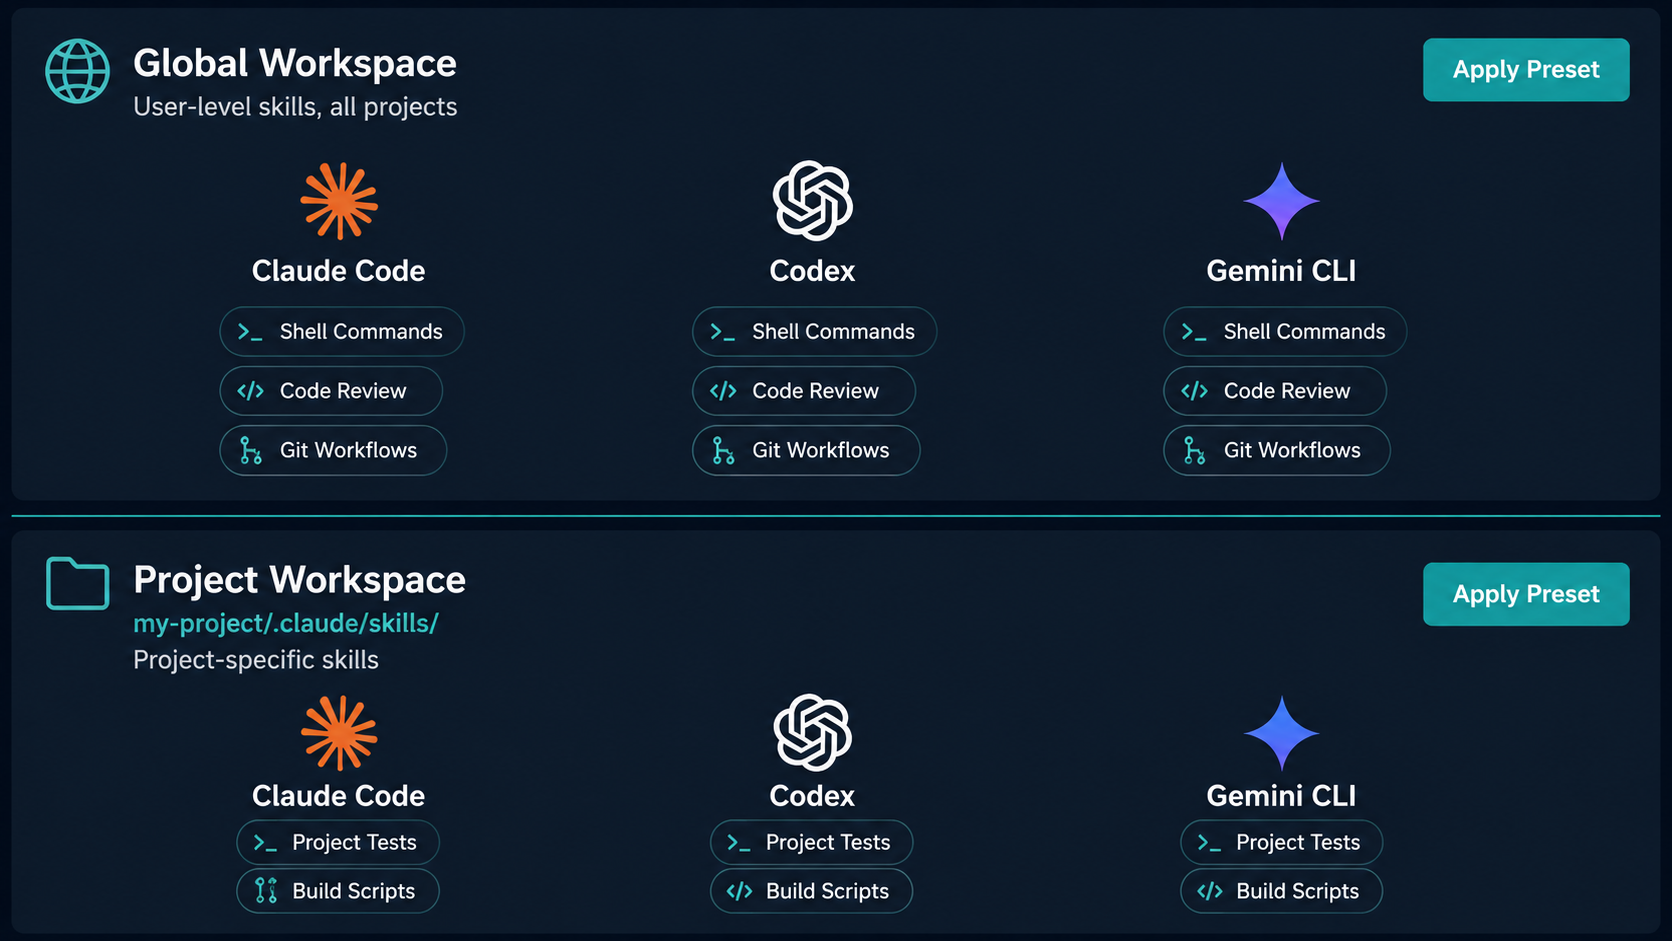 Global Workspace
Apply Preset
User-level skills, all projects
Claude Code
Codex
Gemini CLI
Shell Commands
Shell Commands
Shell Commands
Code Review
Code Review
Code Review
Git Workflows
Git Workflows
Git Workflows
Project Workspace
Apply Preset
my-project/.claude/skills/
Project-specific skills
Claude Code
Codex
Gemini CLI
Project Tests
Project Tests
Project Tests
Build Scripts
Build Scripts
Build Scripts